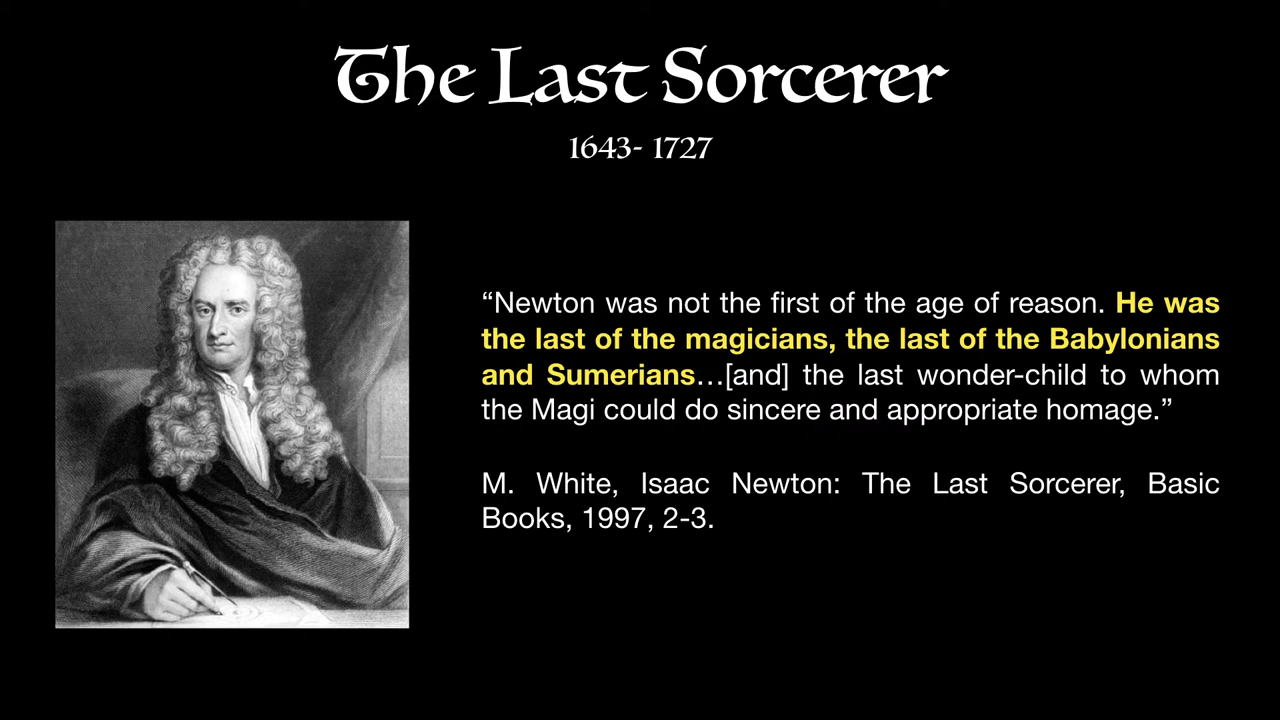 The Last Sorcerer
1643- 1727
“Newton was not the first of the age of reason. He was
the last of the magicians, the last of the Babylonians
and Sumerians…[and] the last wonder-child to whom
the Magi could do sincere and appropriate homage.”
M. White, Isaac Newton: The Last Sorcerer, Basic
Books, 1997, 2-3.